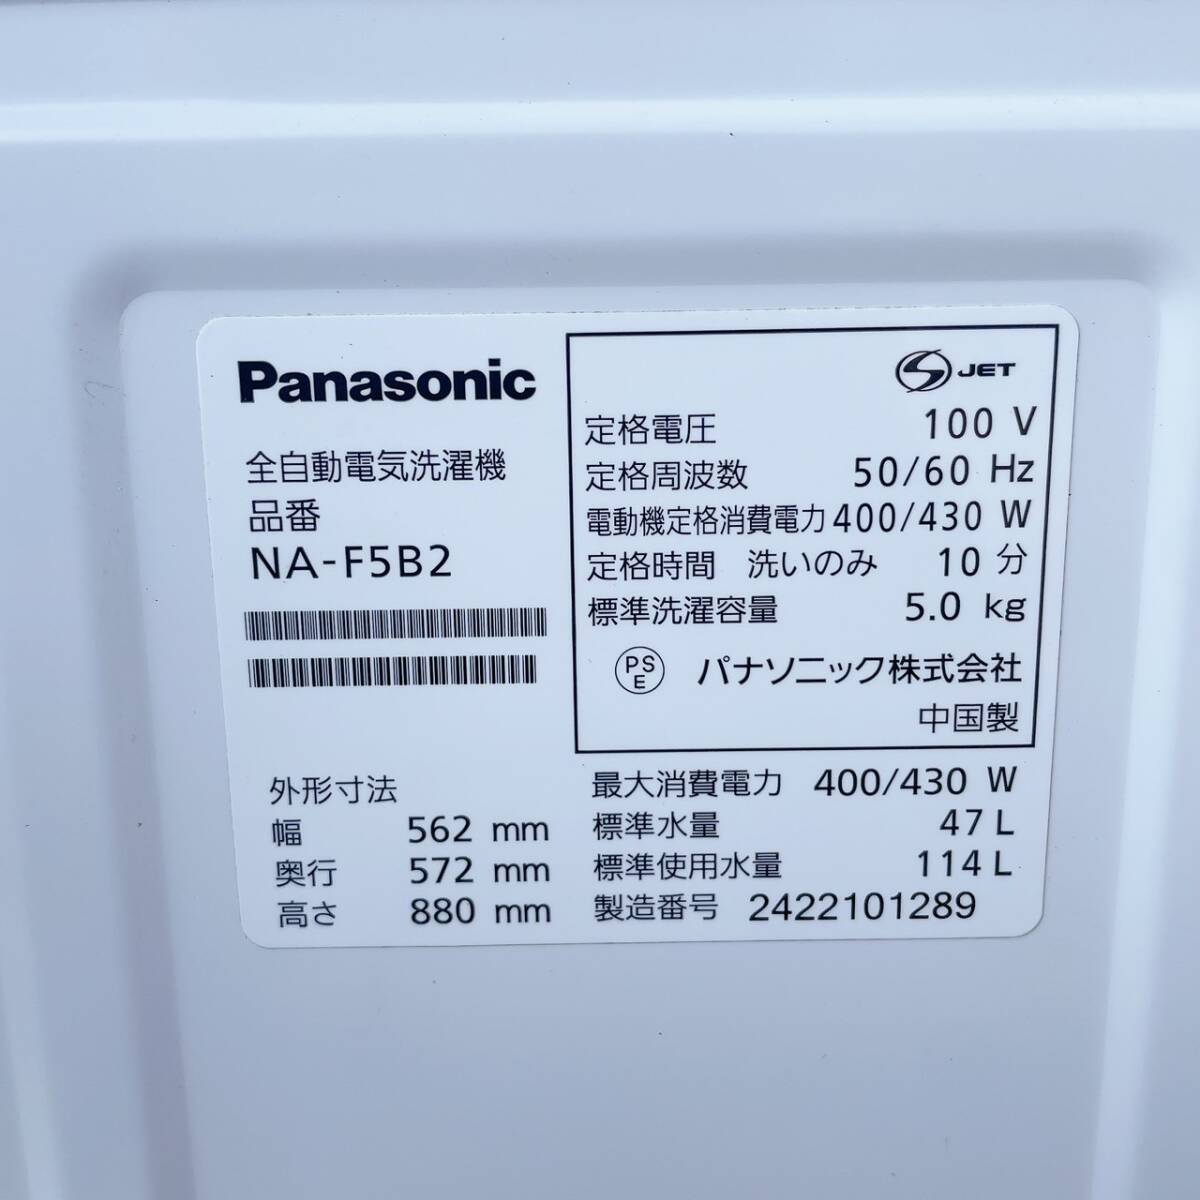 Panasonic
全自動電気洗濯機
品番
NA-F5B2
S JET
定格電圧 100 V
定格周波数 50/60 Hz
電動機定格消費電力 400/430 W
定格時間 洗いのみ 10 分
標準洗濯容量 5.0 kg
PSE パナソニック株式会社
中国製
外形寸法
幅 562 mm
奥行 572 mm
高さ 880 mm
最大消費電力 400/430 W
標準水量 47 L
標準使用水量 114 L
製造番号 2422101289